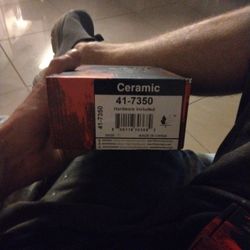 Ceramic
41-7350
Hardware Included
41-7350
MADE IN CHINA